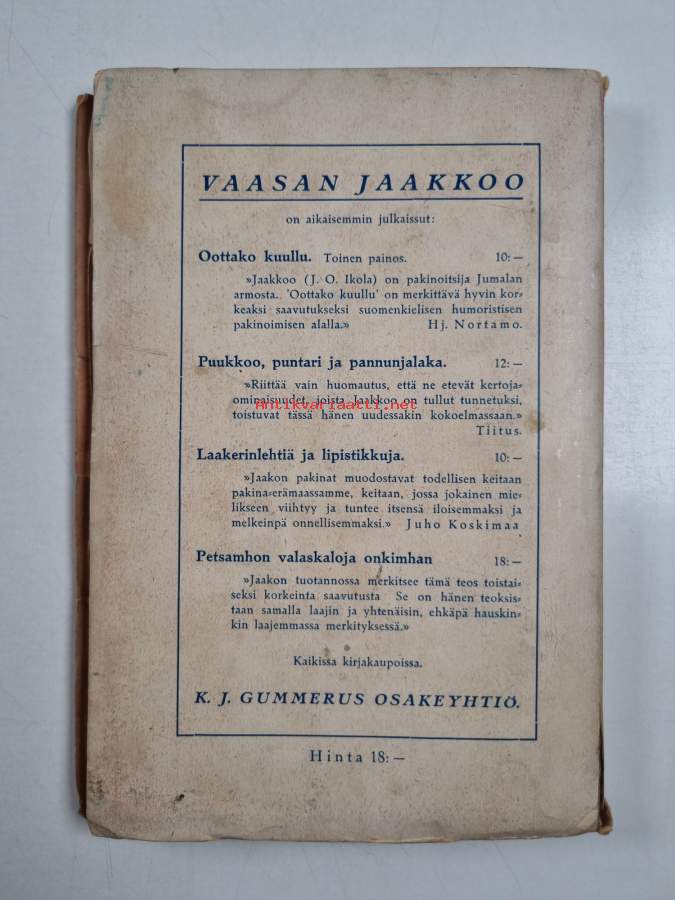 VAASAN JAAKKOO
on aikaisemmin julkaissut:
Oottako kuullu. Toinen painos. 10: —
»Jaakkoo (J. O. Ikola) on pakinoitsija Jumalan
armosta. 'Oottako kuullu' on merkittävä hyvin kor-
keaksi saavutukseksi suomenkielisen humoristisen
pakinoimisen alalla.» Hj. Nortamo.
Puukkoo, puntari ja pannunjalaka. 12: —
»Riittää vain huomautus, että ne etevät kertoja-
ominaisuudet, joista Jaakkoo on tullut tunnetuksi,
Antikvariaatti.net
toistuvat tässä hänen uudessakin kokoelmassaan.»
Tiitus.
Laakerinlehtiä ja lipistikkuja. 10: —
»Jaakon pakinat muodostavat todellisen keitaan
pakina-erämaassamme, keitaan, jossa jokainen mie-
likseen viihtyy ja tuntee itsensä iloisemmaksi ja
melkeinpä onnellisemmaksi.» Juho Koskimaa
Petsamhon valaskaloja onkimhan 18: —
»Jaakon tuotannossa merkitsee tämä teos toistai-
seksi korkeinta saavutusta Se on hänen teoksis-
taan samalla laajin ja yhtenäisin, ehkäpä hauskin-
kin laajemmassa merkityksessä.»
Kaikissa kirjakaupoissa.
K. J. GUMMERUS OSAKEYHTIÖ.
Hinta 18: —